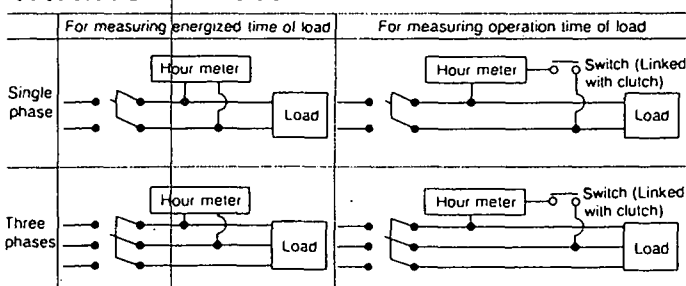 For measuring energized time of load
For measuring operation time of load
Single
phase
Hour meter
Load
Hour meter
Switch (Linked
with clutch)
Load
Three
phases
Hour meter
Load
Hour meter
Switch (Linked
with clutch)
Load